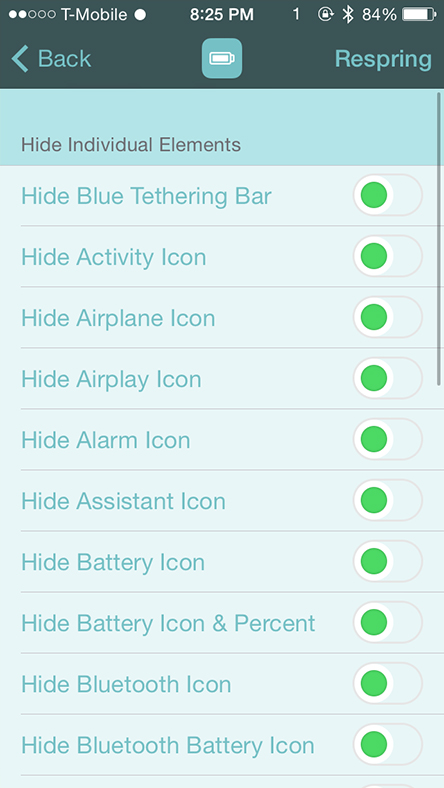 T-Mobile 8:25 PM 1 84%
Back Respring
Hide Individual Elements
Hide Blue Tethering Bar
Hide Activity Icon
Hide Airplane Icon
Hide Airplay Icon
Hide Alarm Icon
Hide Assistant Icon
Hide Battery Icon
Hide Battery Icon & Percent
Hide Bluetooth Icon
Hide Bluetooth Battery Icon